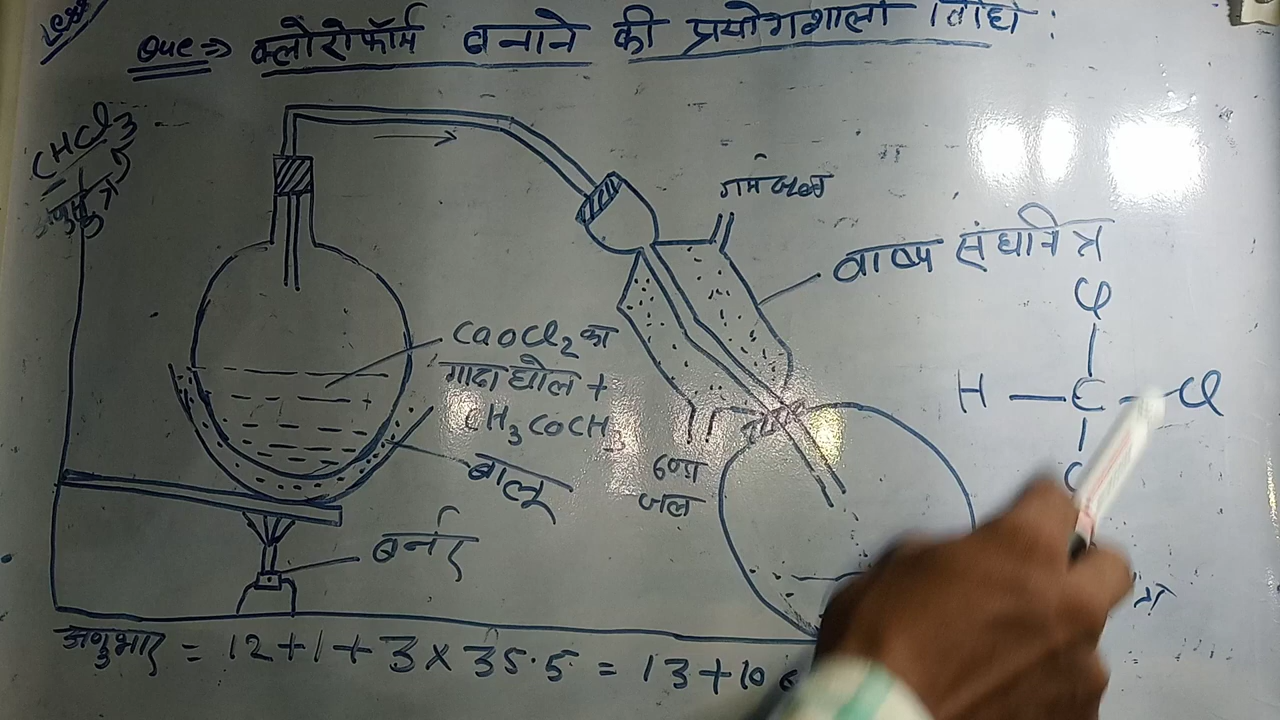 Que ⇒ क्लोरोफॉर्म बनाने की प्रयोगशाला विधि :
CHCl3
गर्म जल
वाष्प संघनित्र
CaOCl2 का
गाढा घोल +
CH3COCH3
बालू
ठण्डा
जल
बर्नर
Cl
H — C — Cl
अणुभार = 12+1+3×35.5 = 13+106